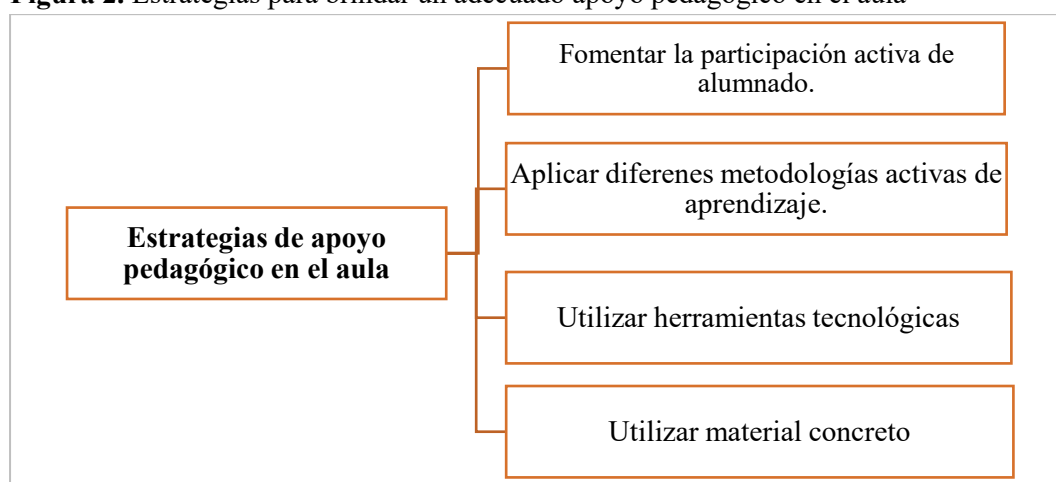 Figura 2. Estrategias para brindar un adecuado apoyo pedagógico en el aula
Fomentar la participación activa de
alumnado.
Aplicar diferenes metodologías activas de
aprendizaje.
Estrategias de apoyo
pedagógico en el aula
Utilizar herramientas tecnológicas
Utilizar material concreto